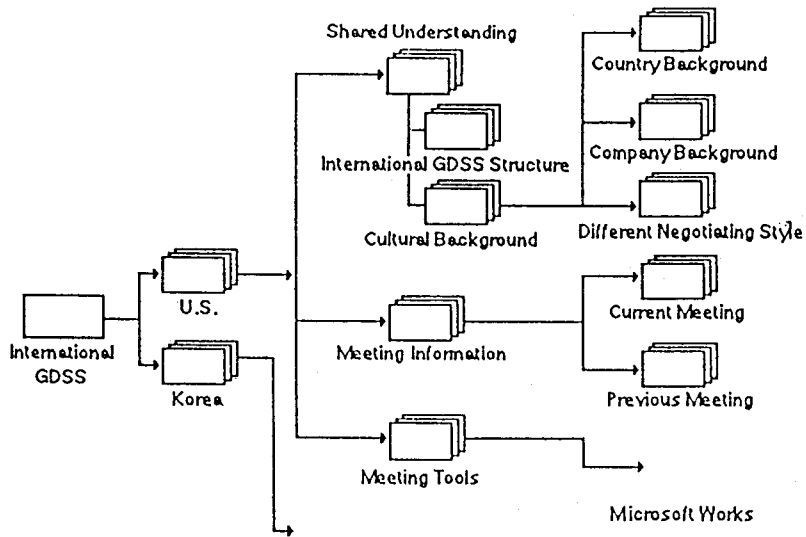 Shared Understanding
Country Background
International GDSS Structure
Company Background
Cultural Background
Different Negotiating Style
U.S.
Current Meeting
International
GDSS
Meeting Information
Korea
Previous Meeting
Meeting Tools
Microsoft Works